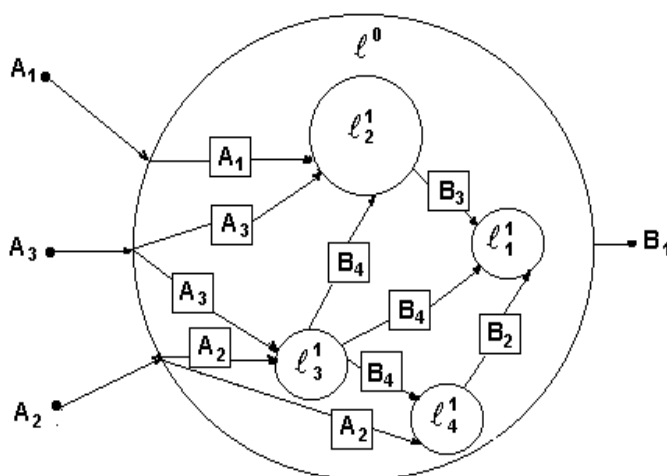 ℓ⁰
A₁
ℓ¹₂
A₁
B₃
A₃
ℓ¹₁
A₃
B₁
B₄
A₃
B₄
B₂
A₂
ℓ¹₃
B₄
A₂
ℓ¹₄
A₂